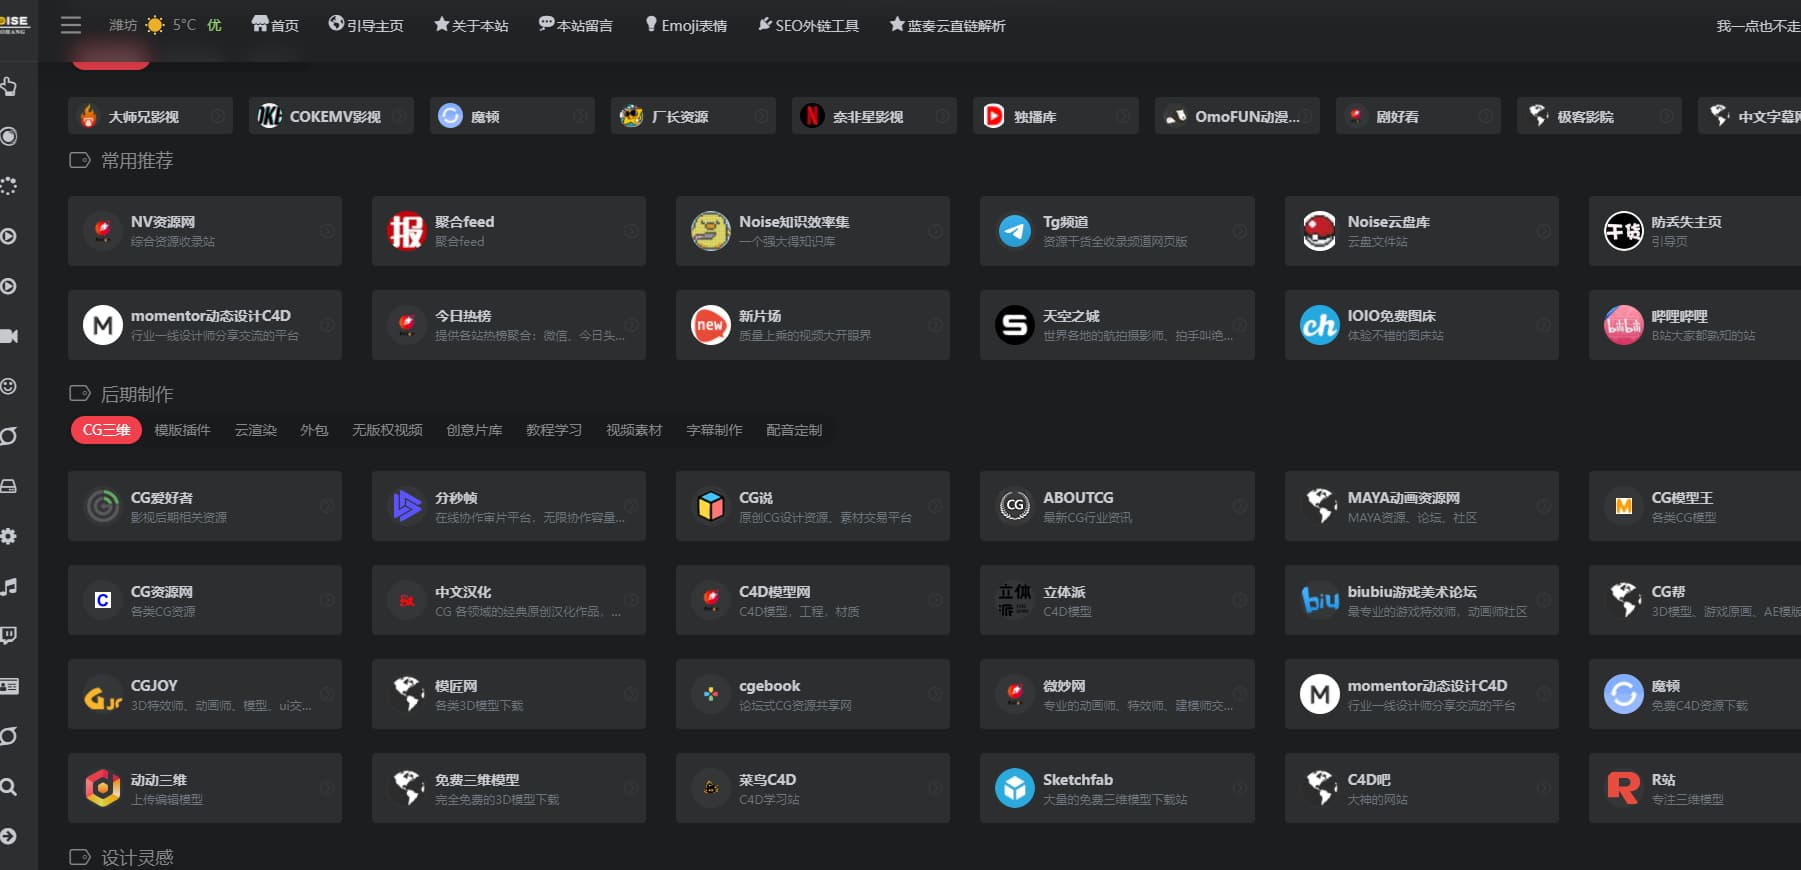 潍坊 5°C 优 首页 引导主页 关于本站 本站留言 Emoji表情 SEO外链工具 蓝奏云直链解析 我一点也不走
大师兄影视 COKEMV影视 魔顿 厂长资源 奈非星影视 独播库 OmoFUN动漫... 剧好看 极客影院 中文字幕
常用推荐
NV资源网 聚合feed Noise知识效率集 Tg频道 Noise云盘库 防丢失主页
综合资源收录站 聚合feed 一个强大得知识库 资源干货全收录频道网页版 云盘文件站 引导页
momentor动态设计C4D 今日热榜 新片场 天空之城 IOIO免费图床 哔哩哔哩
行业一线设计师分享交流的平台 提供各站热榜聚合：微信、今日头... 质量上乘的视频大开眼界 世界各地的航拍摄影师、拍手叫绝... 体验不错的图床站 B站大家都熟知的站
后期制作
CG三维 模版插件 云渲染 外包 无版权视频 创意片库 教程学习 视频素材 字幕制作 配音定制
CG爱好者 分秒帧 CG说 ABOUTCG MAYA动画资源网 CG模型王
影视后期相关资源 在线协作审片平台，无限协作容量... 原创CG设计资源、素材交易平台 最新CG行业资讯 MAYA资源、论坛、社区 各类CG模型
CG资源网 中文汉化 C4D模型网 立体派 biubiu游戏美术论坛 CG帮
各类CG资源 CG 各领域的经典原创汉化作品，... C4D模型，工程，材质 C4D模型 最专业的游戏特效师，动画师社区 3D模型、游戏原画、AE模版
CGJOY 模匠网 cgebook 微妙网 momentor动态设计C4D 魔顿
3D特效师、动画师、模型、ui交... 各类3D模型下载 论坛式CG资源共享网 专业的动画师、特效师、建模师交... 行业一线设计师分享交流的平台 免费C4D资源下载
动动三维 免费三维模型 菜鸟C4D Sketchfab C4D吧 R站
上传编辑模型 完全免费的3D模型下载 C4D学习站 大量的免费三维模型下载站 大神的网站 专注三维模型
设计灵感